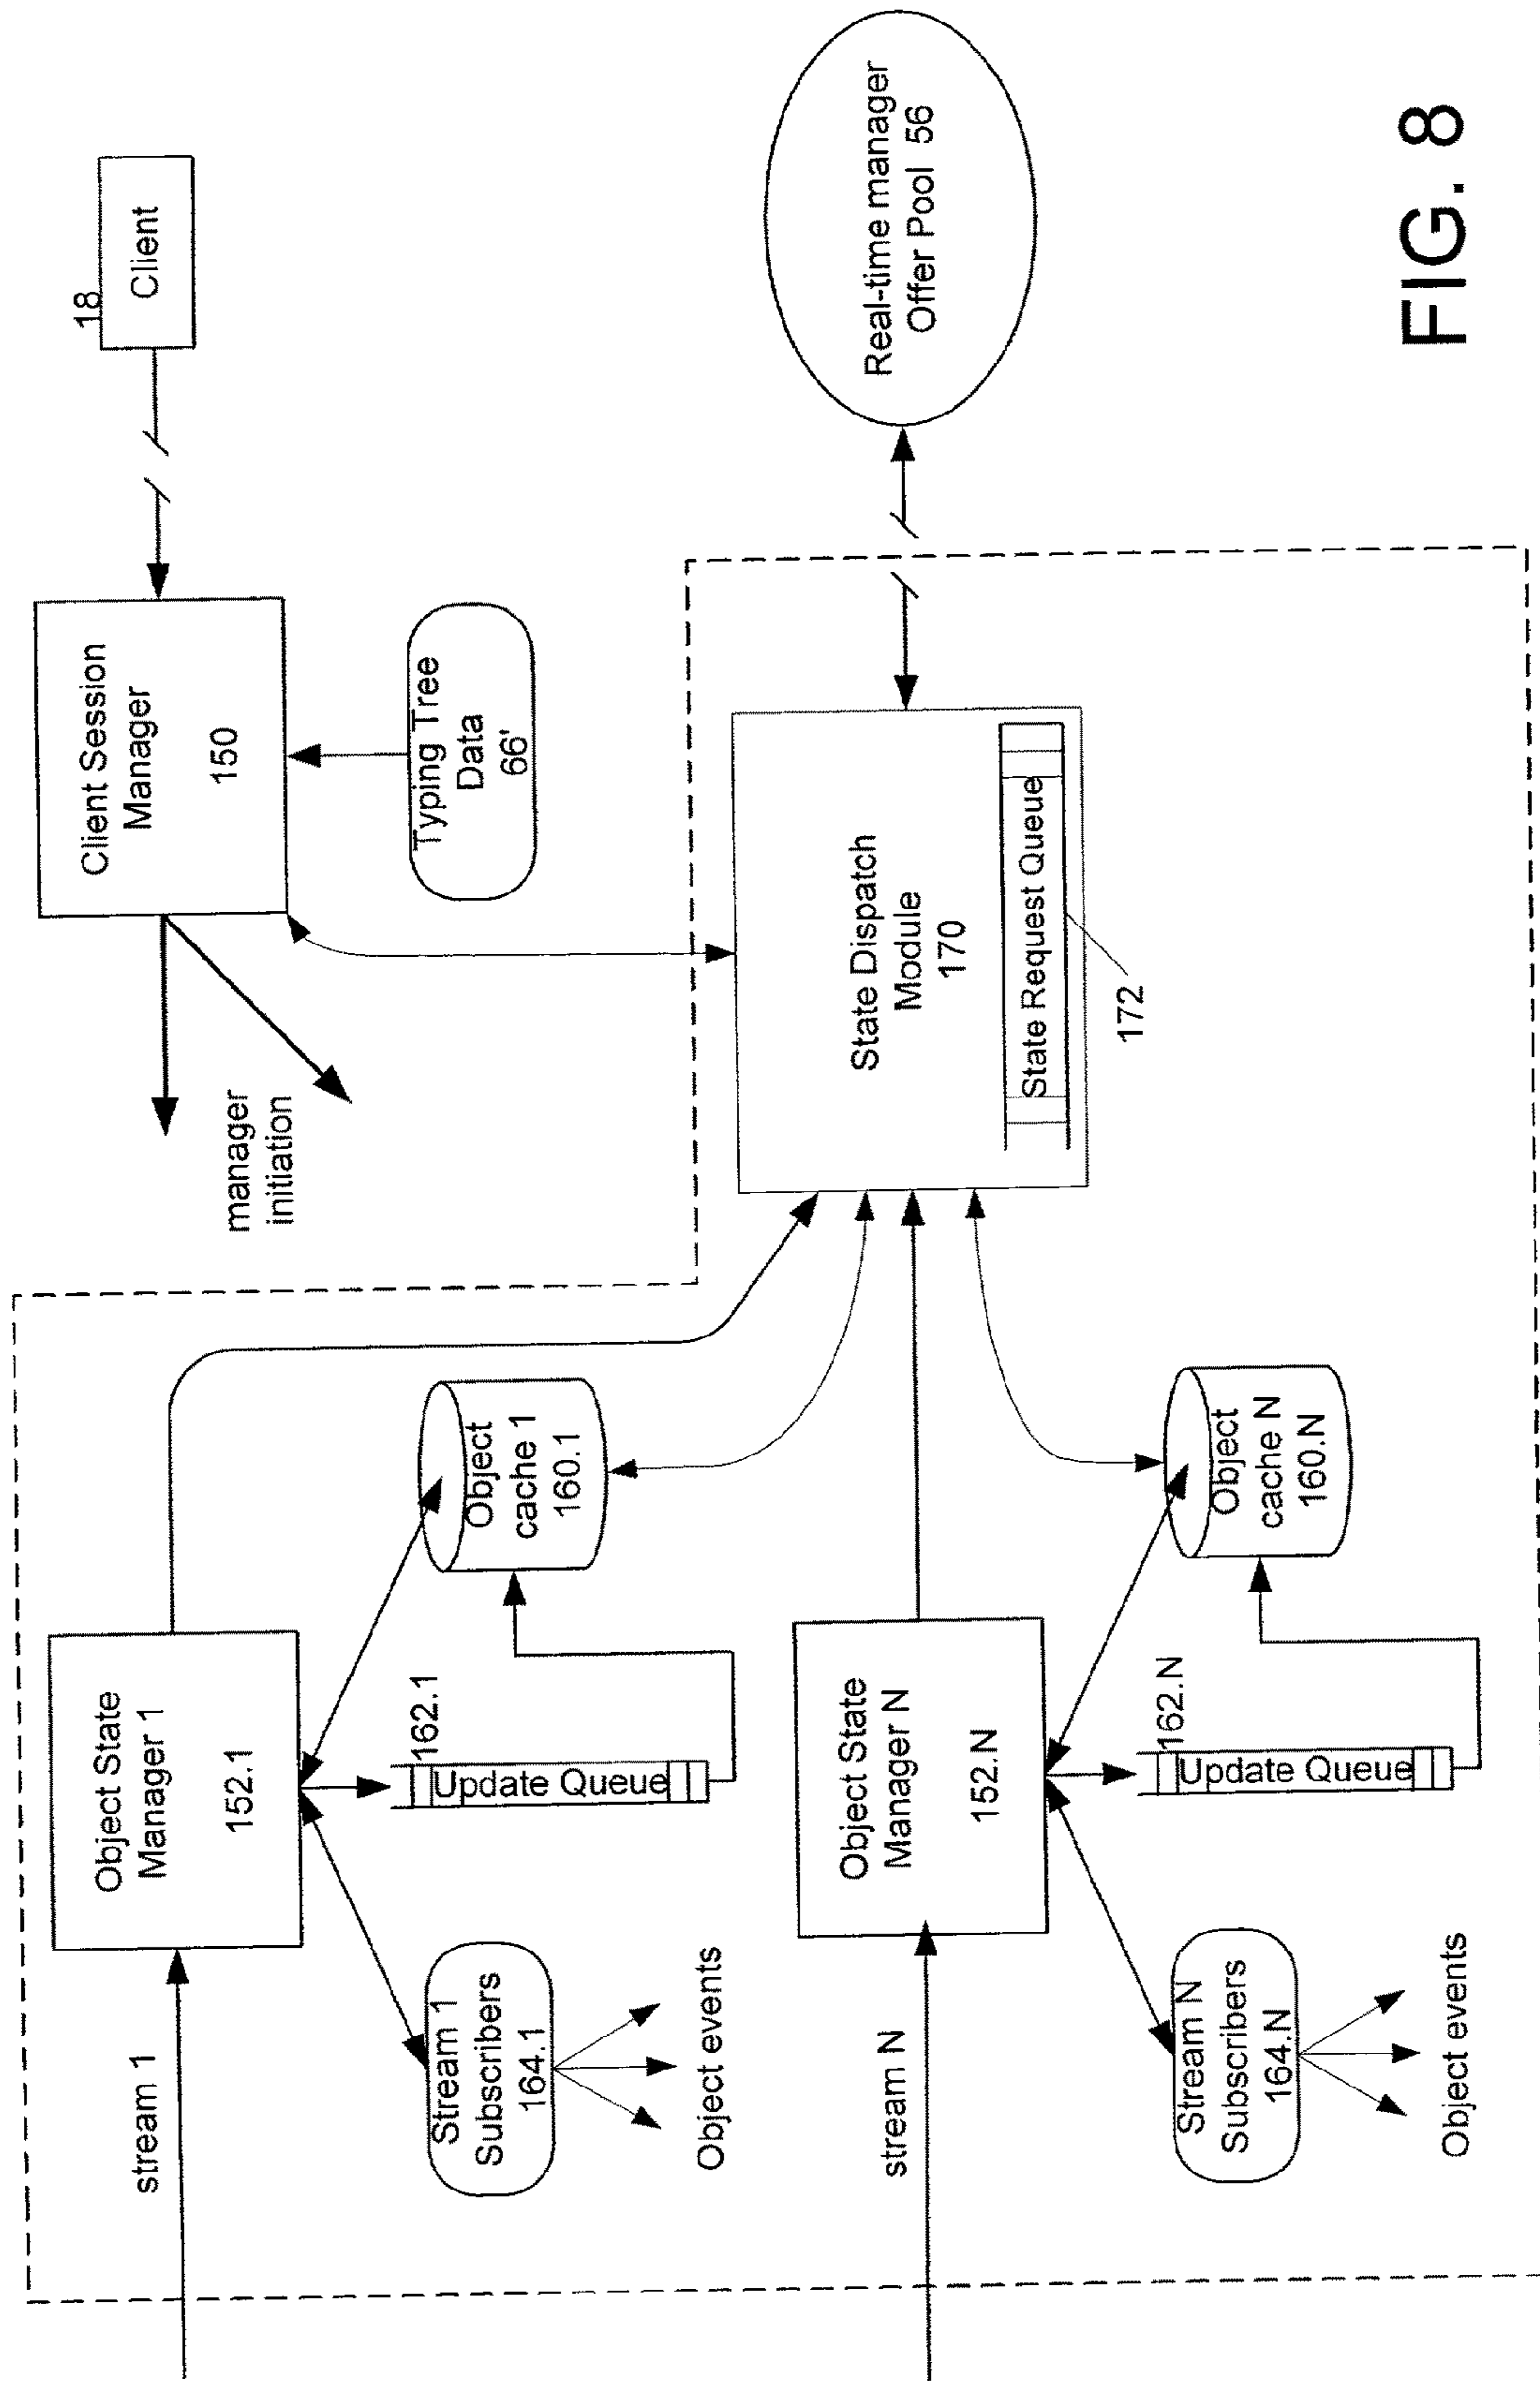 18
Client
Client Session
Manager
150
Typing Tree
Data
66'
manager
initiation
stream 1
Object State
Manager 1
152.1
162.1
Update Queue
Object
cache 1
160.1
Stream 1
Subscribers
164.1
Object events
State Dispatch
Module
170
State Request Queue
172
Real-time manager
Offer Pool 56
stream N
Object State
Manager N
152.N
162.N
Update Queue
Object
cache N
160.N
Stream N
Subscribers
164.N
Object events
FIG. 8